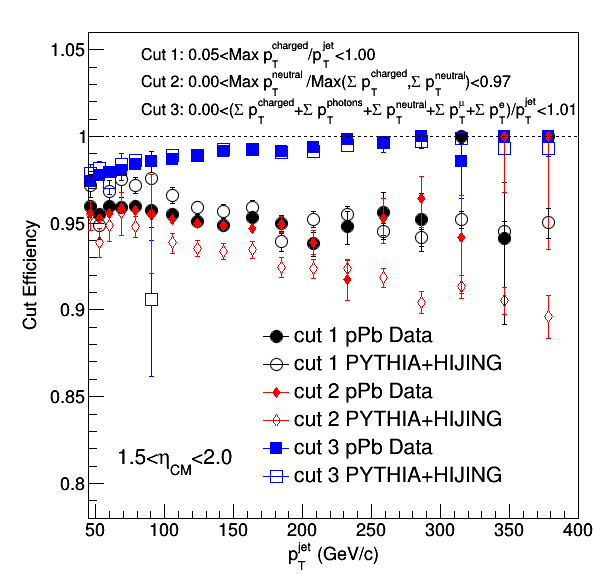 Cut 1: 0.05<Max p_T^charged/p_T^jet <1.00
Cut 2: 0.00<Max p_T^neutral /Max(Σ p_T^charged,Σ p_T^neutral)<0.97
Cut 3: 0.00<(Σ p_T^charged+Σ p_T^photons+Σ p_T^neutral+Σ p_T^μ+Σ p_T^e)/p_T^jet<1.01
1.05
1
0.95
0.9
0.85
0.8
Cut Efficiency
cut 1 pPb Data
cut 1 PYTHIA+HIJING
cut 2 pPb Data
cut 2 PYTHIA+HIJING
cut 3 pPb Data
cut 3 PYTHIA+HIJING
1.5<η_CM<2.0
50 100 150 200 250 300 350 400
p_T^jet (GeV/c)